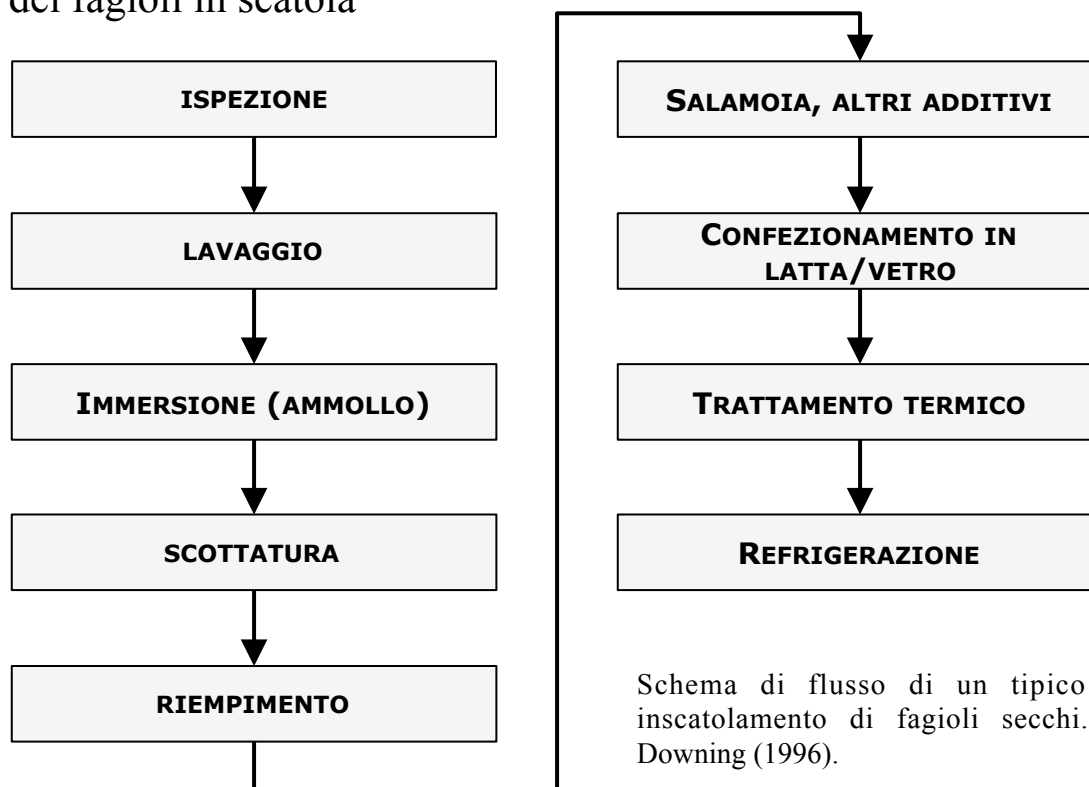 dei fagioli in scatola
ISPEZIONE
LAVAGGIO
IMMERSIONE (AMMOLLO)
SCOTTATURA
RIEMPIMENTO
SALAMOIA, ALTRI ADDITIVI
CONFEZIONAMENTO IN
LATTA/VETRO
TRATTAMENTO TERMICO
REFRIGERAZIONE
Schema di flusso di un tipico
inscatolamento di fagioli secchi.
Downing (1996).